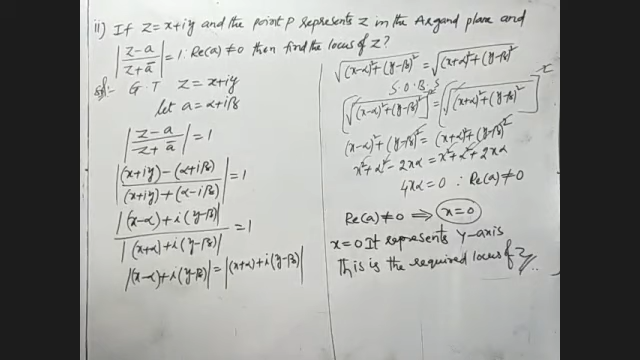 ii) If z = x+iy and the point P represents z in the Argand plane and
|(z-a)/(z+a̅)| = 1. Re(a) ≠ 0 then find the locus of z?
Sol:- G.T z = x+iy
let a = α+iβ
|(z-a)/(z+a̅)| = 1
|((x+iy)-(α+iβ))/((x+iy)+(α-iβ))| = 1
|(x-α)+i(y-β)|/|(x+α)+i(y-β)| = 1
|(x-α)+i(y-β)| = |(x+α)+i(y-β)|
√((x-α)²+(y-β)²) = √((x+α)²+(y-β)²)
S.O.B.S
[√((x-α)²+(y-β)²)]² = [√((x+α)²+(y-β)²)]²
(x-α)²+(y-β)² = (x+α)²+(y-β)²
x²+α²-2xα = x²+α²+2xα
4xα = 0 ∵ Re(a) ≠ 0
Re(a) ≠ 0 ⟹ x=0
x=0 It represents Y-axis
This is the required locus of z